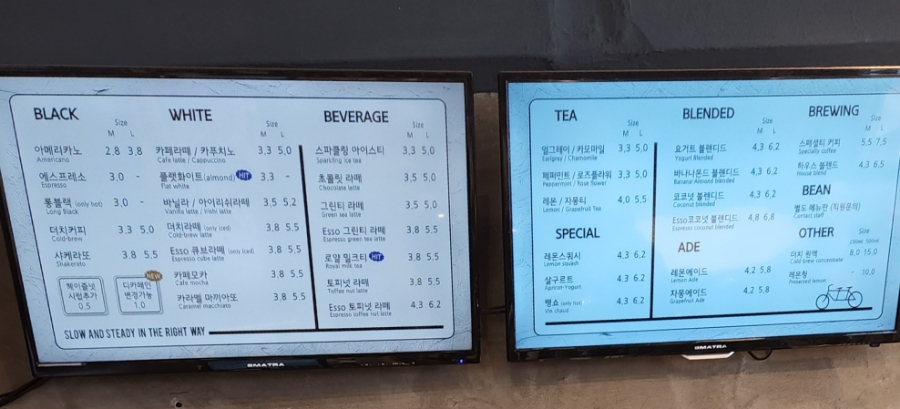 BLACK
Size
M L
아메리카노 2.8 3.8
Americano
에스프레소 3.0 -
Espresso
롱블랙 (only hot) 3.0 -
Long Black
더치커피 3.3 5.0
Cold-brew
샤케라또 3.8 5.5
Shakerato
헤이즐넛
시럽추가
0.5
NEW
디카페인
변경가능
1.0
SLOW AND STEADY IN THE RIGHT WAY
WHITE
Size
M L
카페라떼 / 카푸치노 3.3 5.0
Cafe latte / Cappuccino
플랫화이트(almond) HIT 3.3 -
Flat white
바닐라 / 아이리쉬라떼 3.5 5.2
Vanilla latte / Irish latte
더치라떼 (only iced) 3.8 5.5
Cold-brew latte
Esso 큐브라떼 (only iced) 3.8 5.5
Espresso cube latte
카페모카 3.8 5.5
Cafe mocha
카라멜 마끼아또 3.8 5.5
Caramel macchiato
BEVERAGE
Size
M L
스파클링 아이스티 3.3 5.0
Sparkling ice tea
초콜릿 라떼 3.5 5.0
Chocolate latte
그린티 라떼 3.5 5.0
Green tea latte
Esso 그린티 라떼 3.8 5.5
Espresso green tea latte
로얄 밀크티 HIT 3.8 5.5
Royal milk tea
토피넛 라떼 3.8 5.5
Toffee nut latte
Esso 토피넛 라떼 4.3 6.2
Espresso toffee nut latte
SMATRA
TEA
Size
M L
얼그레이 / 카모마일 3.3 5.0
Earlgrey / Chamomile
페퍼민트 / 로즈플라워 3.3 5.0
Peppermint / Rose flower
레몬 / 자몽티 4.0 5.5
Lemon / Grapefruit Tea
SPECIAL
레몬스쿼시 4.3 6.2
Lemon squash
살구르트 4.3 6.2
Apricot-Yogurt
뱅쇼 (only hot) 4.3 6.2
Vin chaud
BLENDED
Size
M L
요거트 블렌디드 4.3 6.2
Yogurt Blended
바나나몬드 블렌디드 4.3 6.2
Banana-Almond blended
코코넛 블렌디드 4.3 6.2
Coconut blended
Esso코코넛 블렌디드 4.8 6.8
Espresso coconut blended
ADE
레몬에이드 4.2 5.8
Lemon Ade
자몽에이드 4.2 5.8
Grapefruit Ade
BREWING
Size
M L
스페셜티 커피 5.5 7.5
Specialty coffee
하우스 블렌드 4.3 6.5
House blend
BEAN
별도 메뉴판 (직원문의)
Contact staff
OTHER
Size
더치 원액 8.0 15.0
Cold brew concentrate
레몬청 - 10.0
Preserved lemon
SMATRA